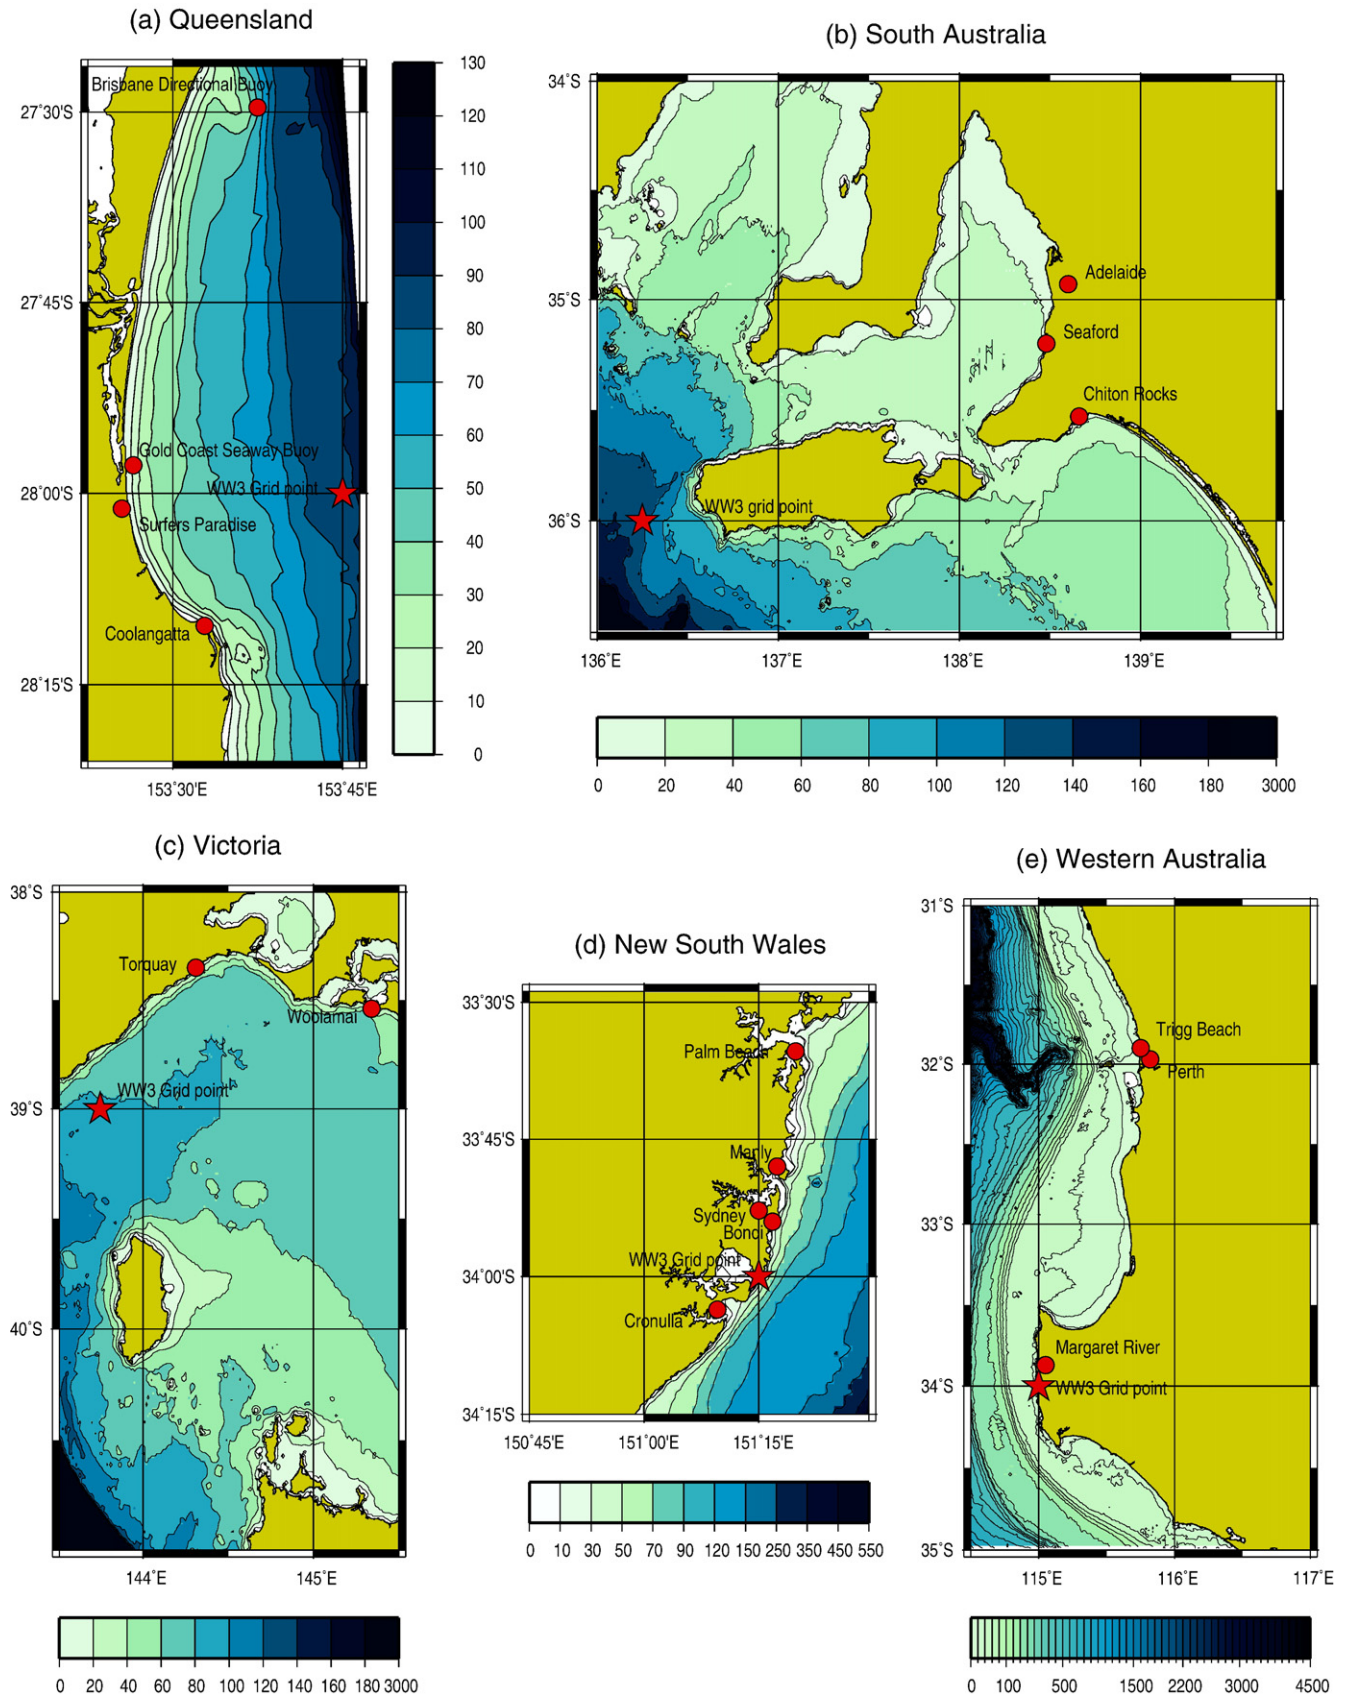 (a) Queensland
Brisbane Directional Buoy
27°30'S
27°45'S
Gold Coast Seaway Buoy
WW3 Grid point
28°00'S
Surfers Paradise
Coolangatta
28°15'S
153°30'E
153°45'E
130
120
110
100
90
80
70
60
50
40
30
20
10
0
(b) South Australia
34°S
Adelaide
35°S
Seaford
Chiton Rocks
WW3 grid point
36°S
136°E
137°E
138°E
139°E
0 20 40 60 80 100 120 140 160 180 3000
(c) Victoria
38°S
Torquay
Woolamai
WW3 Grid point
39°S
40°S
144°E
145°E
0 20 40 60 80 100 120 140 160 180 3000
(d) New South Wales
33°30'S
Palm Beach
33°45'S
Manly
Sydney
Bondi
WW3 Grid point
34°00'S
Cronulla
34°15'S
150°45'E
151°00'E
151°15'E
0 10 30 50 70 90 120 150 250 350 450 550
(e) Western Australia
31°S
Trigg Beach
32°S
Perth
33°S
Margaret River
34°S
WW3 Grid point
35°S
115°E
116°E
117°E
0 100 500 1500 2200 3000 4500